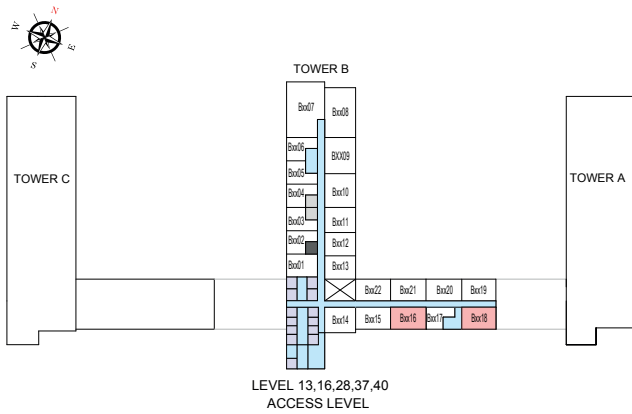 N
W
E
S
TOWER B
TOWER C
TOWER A
Bxx07
Bxx08
Bxx06
BXX09
Bxx05
Bxx04
Bxx10
Bxx03
Bxx11
Bxx02
Bxx12
Bxx01
Bxx13
Bxx22
Bxx21
Bxx20
Bxx19
Bxx14
Bxx15
Bxx16
Bxx17
Bxx18
LEVEL 13,16,28,37,40
ACCESS LEVEL